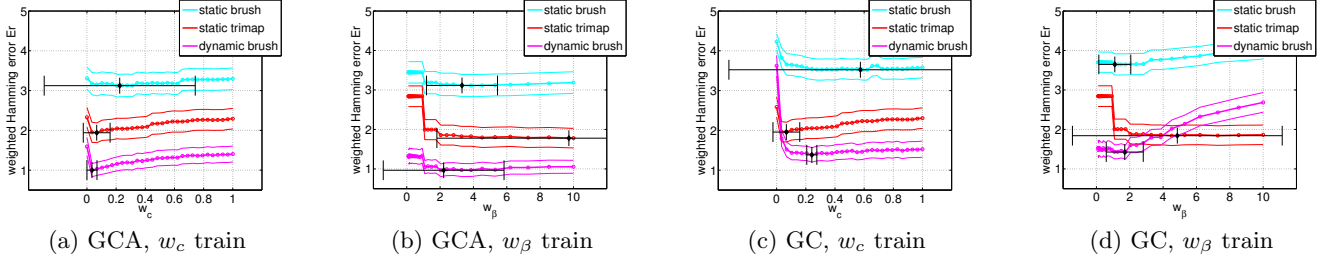 static brush
static trimap
dynamic brush
weighted Hamming error Er
5
4
3
2
1
0 0.2 0.4 0.6 0.8 1
w_c
(a) GCA, w_c train
static brush
static trimap
dynamic brush
weighted Hamming error Er
5
4
3
2
1
0 2 4 6 8 10
w_β
(b) GCA, w_β train
static brush
static trimap
dynamic brush
weighted Hamming error Er
5
4
3
2
1
0 0.2 0.4 0.6 0.8 1
w_c
(c) GC, w_c train
static brush
static trimap
dynamic brush
weighted Hamming error Er
5
4
3
2
1
0 2 4 6 8 10
w_β
(d) GC, w_β train